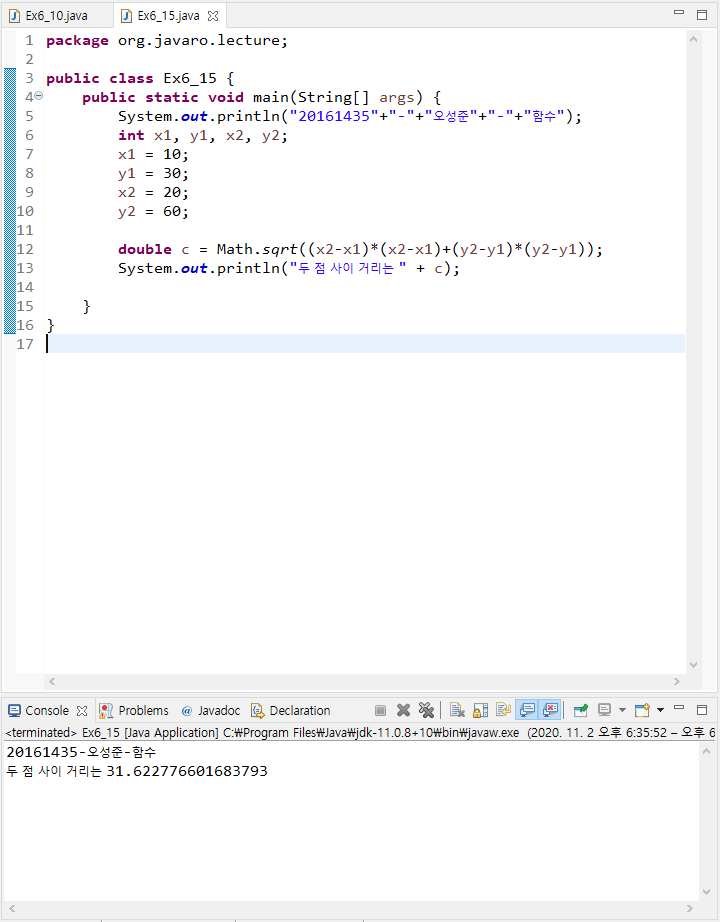 Ex6_10.java Ex6_15.java
1 package org.javaro.lecture;
2
3 public class Ex6_15 {
4 public static void main(String[] args) {
5 System.out.println("20161435"+"-"+"오성준"+"-"+"함수");
6 int x1, y1, x2, y2;
7 x1 = 10;
8 y1 = 30;
9 x2 = 20;
10 y2 = 60;
11
12 double c = Math.sqrt((x2-x1)*(x2-x1)+(y2-y1)*(y2-y1));
13 System.out.println("두 점 사이 거리는 " + c);
14
15 }
16 }
17
Console Problems @ Javadoc Declaration
<terminated> Ex6_15 [Java Application] C:₩Program Files₩Java₩jdk-11.0.8+10₩bin₩javaw.exe (2020. 11. 2 오후 6:35:52 – 오후 6
20161435-오성준-함수
두 점 사이 거리는 31.622776601683793